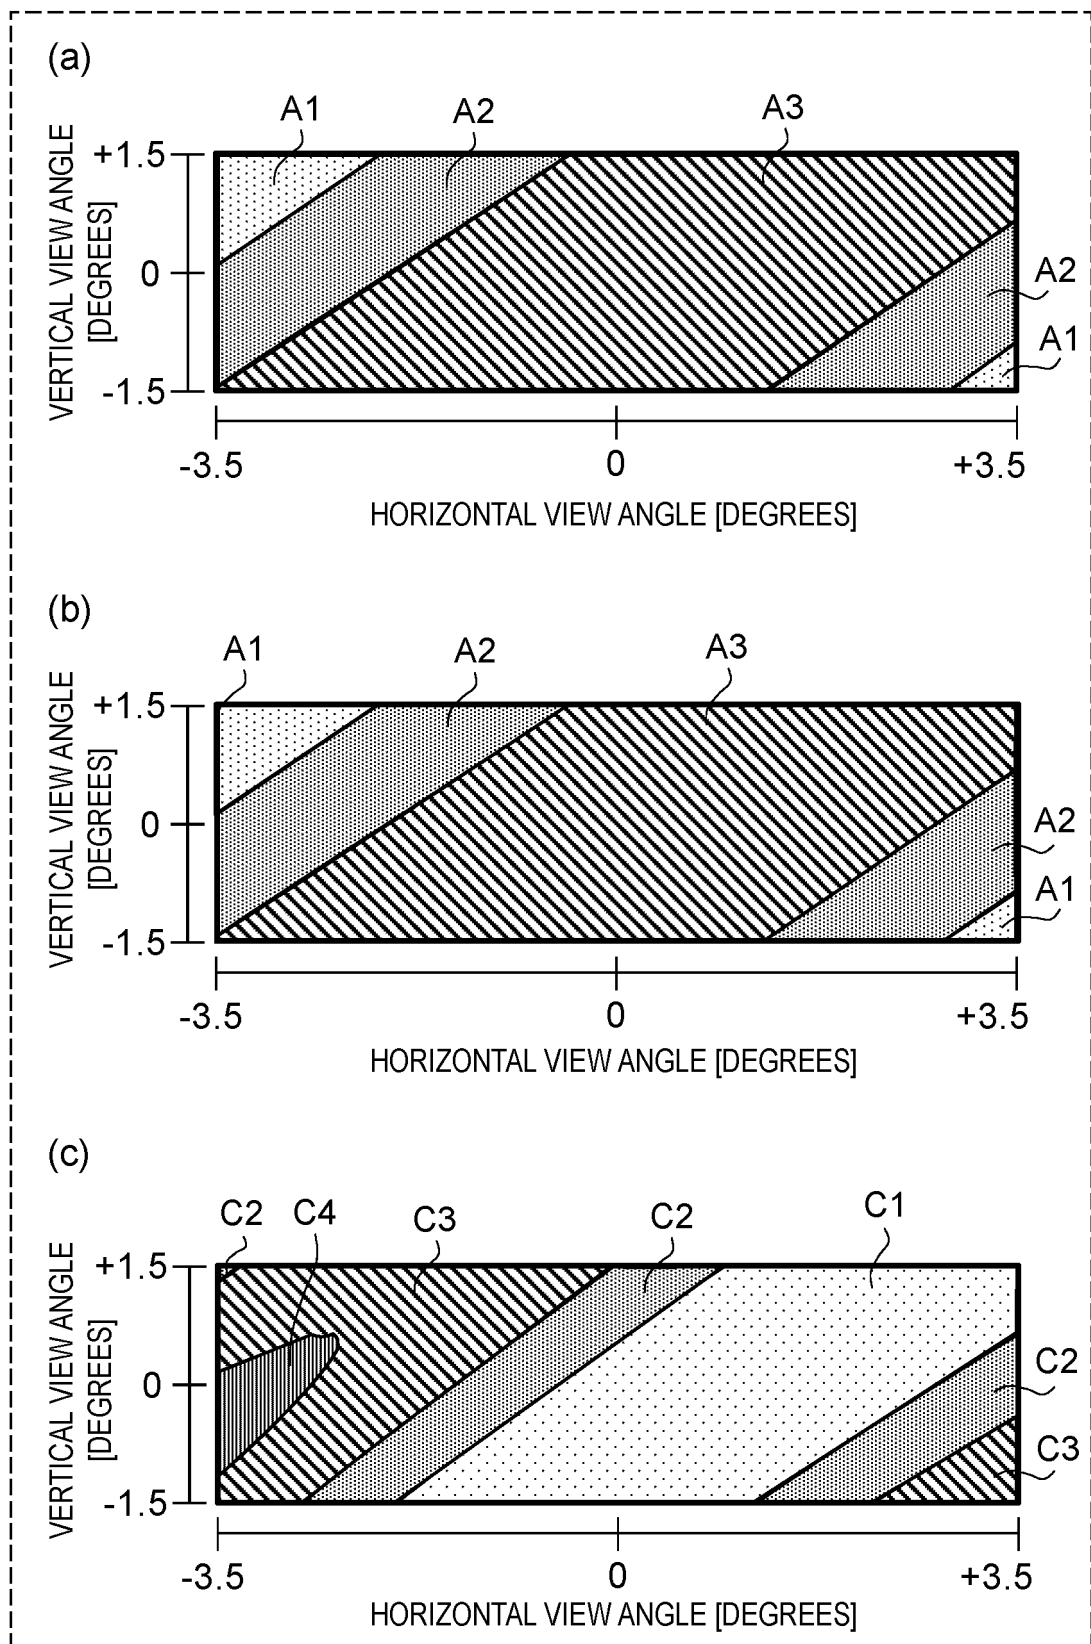 (a)
A1 A2 A3
VERTICAL VIEW ANGLE
[DEGREES]
+1.5
0
-1.5
A2
A1
-3.5 0 +3.5
HORIZONTAL VIEW ANGLE [DEGREES]
(b)
A1 A2 A3
VERTICAL VIEW ANGLE
[DEGREES]
+1.5
0
-1.5
A2
A1
-3.5 0 +3.5
HORIZONTAL VIEW ANGLE [DEGREES]
(c)
C2 C4 C3 C2 C1
VERTICAL VIEW ANGLE
[DEGREES]
+1.5
0
-1.5
C2
C3
-3.5 0 +3.5
HORIZONTAL VIEW ANGLE [DEGREES]